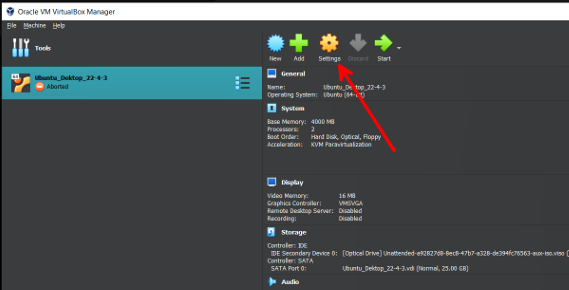 Oracle VM VirtualBox Manager
File Machine Help
Tools
New Add Settings Discard Start
Ubuntu_Dektop_22-4-3
Aborted
General
Name: Ubuntu_Dektop_22-4-3
Operating System: Ubuntu (64-bit)
System
Base Memory: 4000 MB
Processors: 2
Boot Order: Hard Disk, Optical, Floppy
Acceleration: KVM Paravirtualization
Display
Video Memory: 16 MB
Graphics Controller: VMSVGA
Remote Desktop Server: Disabled
Recording: Disabled
Storage
Controller: IDE
IDE Secondary Device 0: [Optical Drive] Unattended-a92827d8-8ec8-47b7-a328-de394fc76563-aux-iso.viso
Controller: SATA
SATA Port 0: Ubuntu_Dektop_22-4-3.vdi (Normal, 25.00 GB)
Audio